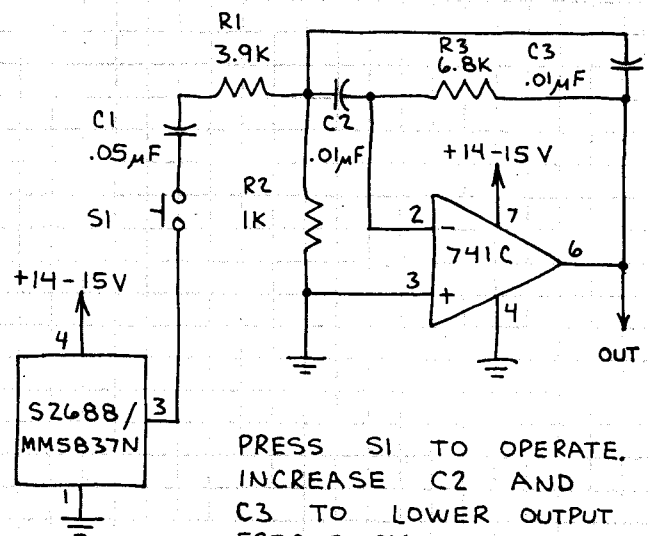 R1
3.9K
R3
6.8K
C3
.01µF
C1
.05µF
C2
.01µF
+14-15 V
R2
1K
S1
2
-
7
741C
6
3
+
4
+14-15V
4
OUT
S2688/
MM5837N
3
1
PRESS S1 TO OPERATE.
INCREASE C2 AND
C3 TO LOWER OUTPUT